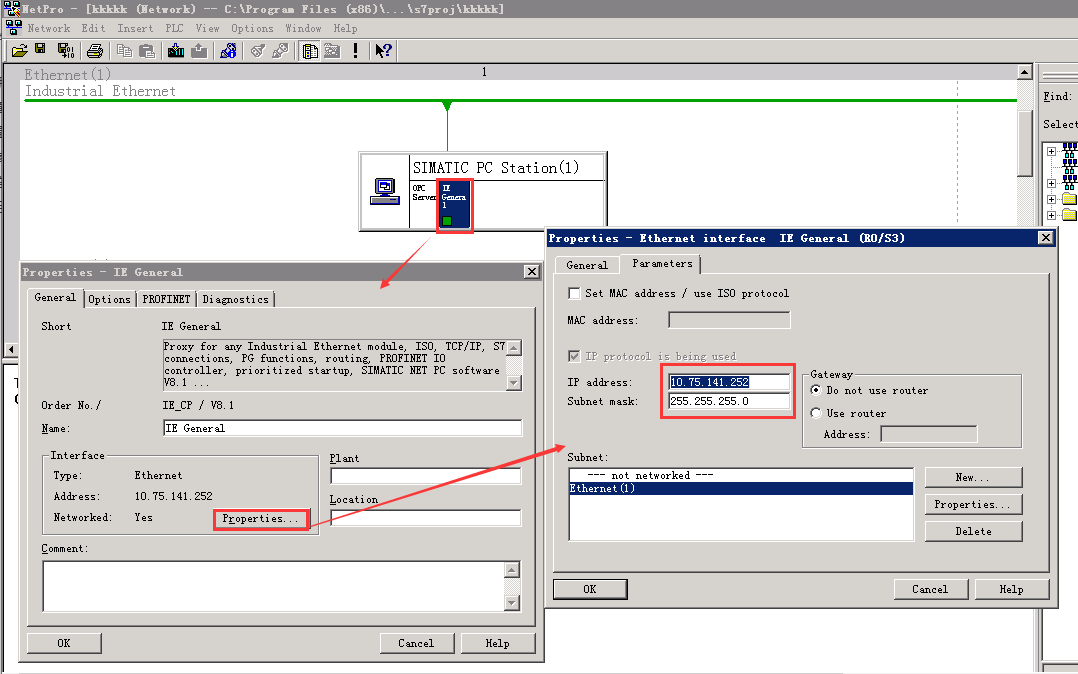 NetPro - [kkkkk (Network) -- C:\Program Files (x86)\...\s7proj\kkkkk]
Network Edit Insert PLC View Options Window Help
Ethernet(1)
1
Industrial Ethernet
Find:
Select
SIMATIC PC Station(1)
OPC
Server
IE
Genera
1
Properties - IE General
General Options PROFINET Diagnostics
Short
IE General
Proxy for any Industrial Ethernet module, ISO, TCP/IP, S7
connections, PG functions, routing, PROFINET IO
controller, prioritized startup, SIMATIC NET PC software
V8.1 ...
Order No./
IE_CP / V8.1
Name:
IE General
Interface
Type: Ethernet
Address: 10.75.141.252
Networked: Yes
Properties...
Plant
Location
Comment:
OK Cancel Help
Properties - Ethernet interface IE General (R0/S3)
General Parameters
Set MAC address / use ISO protocol
MAC address:
IP protocol is being used
IP address: 10.75.141.252
Subnet mask: 255.255.255.0
Gateway
Do not use router
Use router
Address:
Subnet:
--- not networked ---
Ethernet(1)
New...
Properties...
Delete
OK Cancel Help